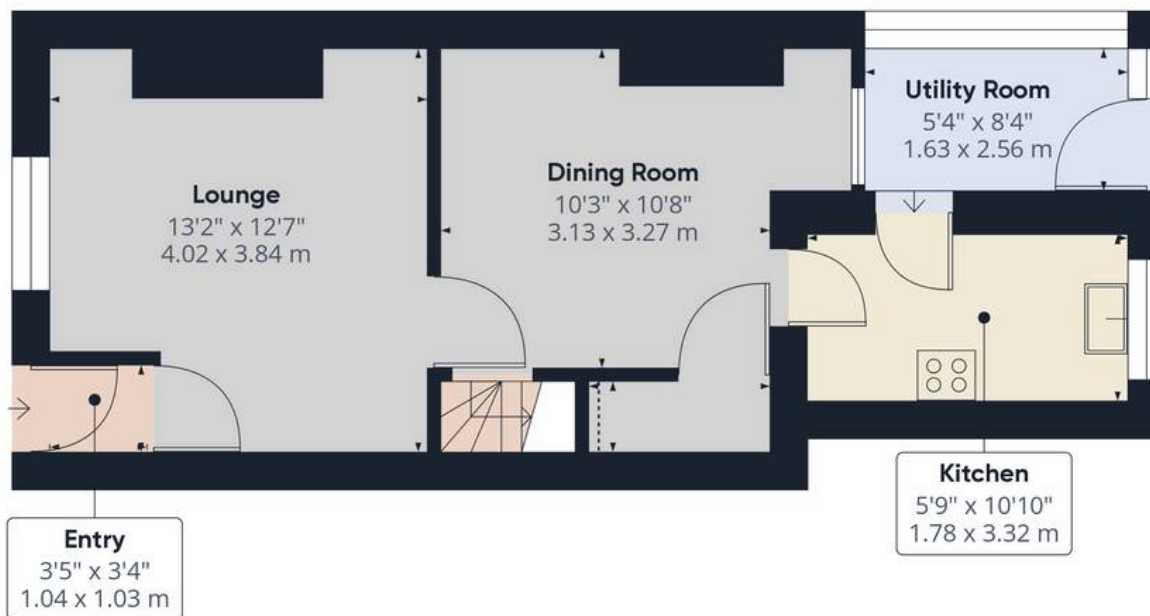 Utility Room
5'4" x 8'4"
1.63 x 2.56 m
Dining Room
10'3" x 10'8"
3.13 x 3.27 m
Lounge
13'2" x 12'7"
4.02 x 3.84 m
Kitchen
5'9" x 10'10"
1.78 x 3.32 m
Entry
3'5" x 3'4"
1.04 x 1.03 m